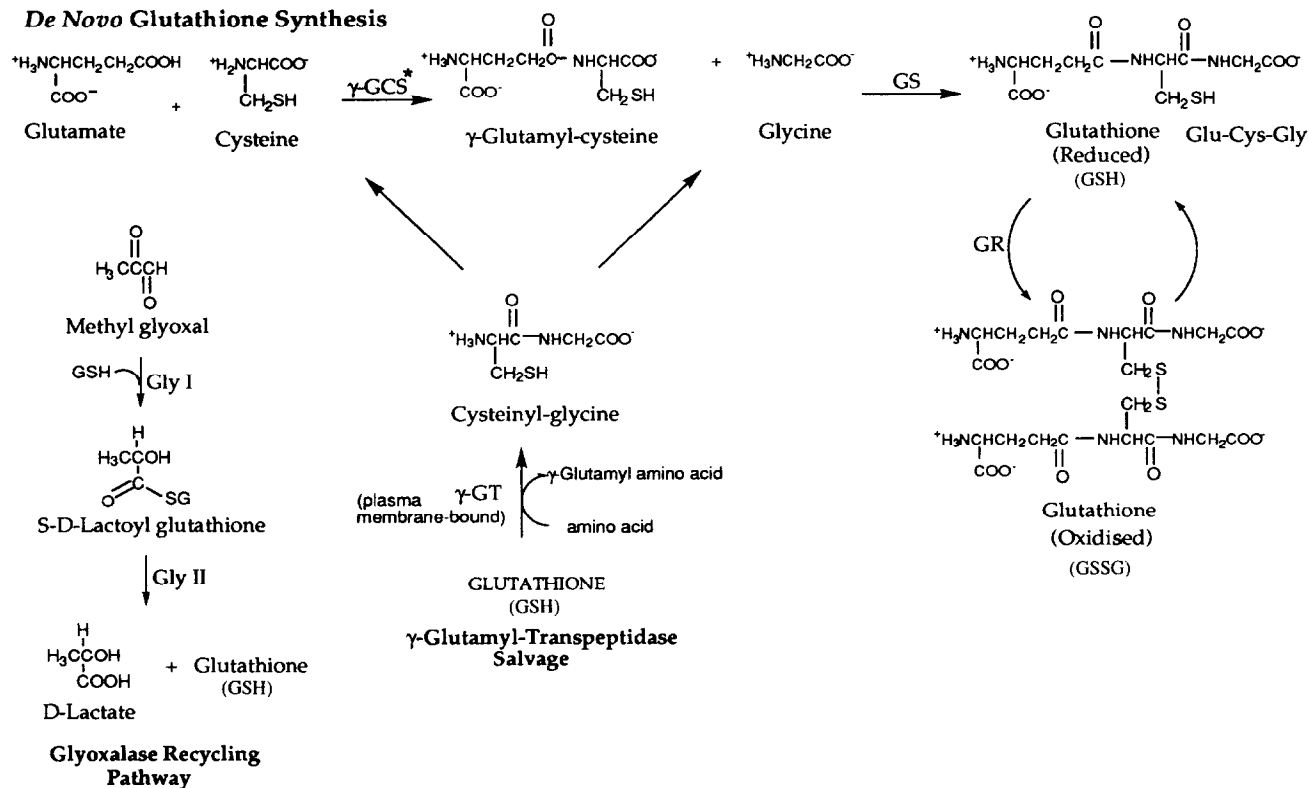 De Novo Glutathione Synthesis
⁺H₃NCHCH₂CH₂COOH
COO⁻
Glutamate
+
⁺H₂NCHCOO⁻
CH₂SH
Cysteine
γ-GCS*
O
⁺H₃NCHCH₂CH₂C NHCHCOO⁻
COO⁻
CH₂SH
γ-Glutamyl-cysteine
+
⁺H₃NCH₂COO⁻
Glycine
GS
O O
⁺H₃NCHCH₂CH₂C NHCHC NHCH₂COO⁻
COO⁻
CH₂SH
Glutathione Glu-Cys-Gly
(Reduced)
(GSH)
GR
O O
⁺H₃NCHCH₂CH₂C NHCHC NHCH₂COO⁻
COO⁻
CH₂S
CH₂S
⁺H₃NCHCH₂CH₂C NHCHC NHCH₂COO⁻
COO⁻ O O
Glutathione
(Oxidised)
(GSSG)
O
H₃CCCH
O
Methyl glyoxal
GSH
Gly I
H
H₃CCOH
C
O SG
S-D-Lactoyl glutathione
Gly II
H
H₃CCOH
COOH
D-Lactate
+ Glutathione
(GSH)
Glyoxalase Recycling
Pathway
O
⁺H₃NCHC NHCH₂COO⁻
CH₂SH
Cysteinyl-glycine
γ-Glutamyl amino acid
γ-GT
(plasma
membrane-bound)
amino acid
GLUTATHIONE
(GSH)
γ-Glutamyl-Transpeptidase
Salvage